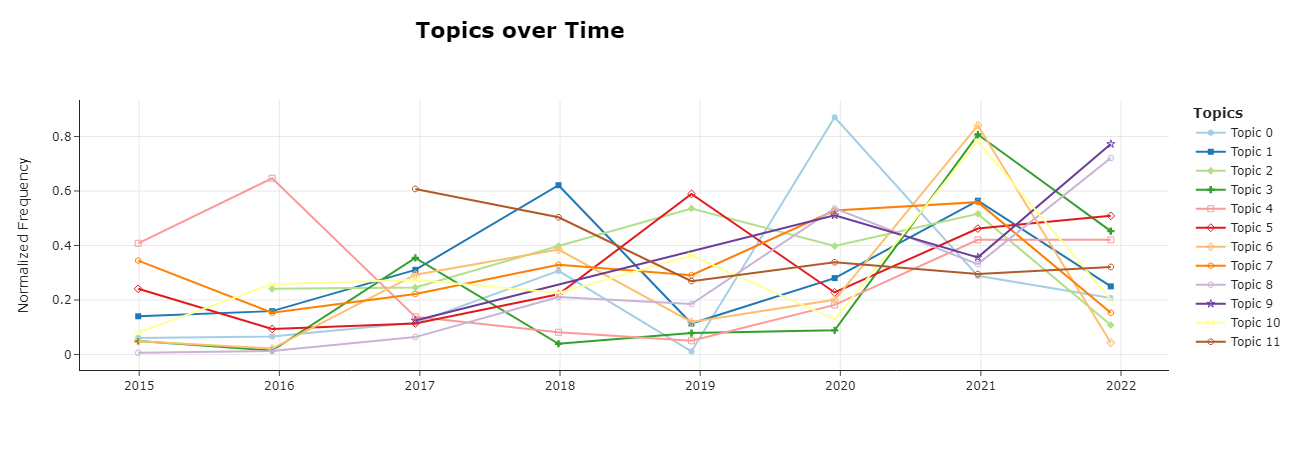 Topics over Time
Normalized Frequency
0.8
0.6
0.4
0.2
0
2015 2016 2017 2018 2019 2020 2021 2022
Topics
Topic 0
Topic 1
Topic 2
Topic 3
Topic 4
Topic 5
Topic 6
Topic 7
Topic 8
Topic 9
Topic 10
Topic 11